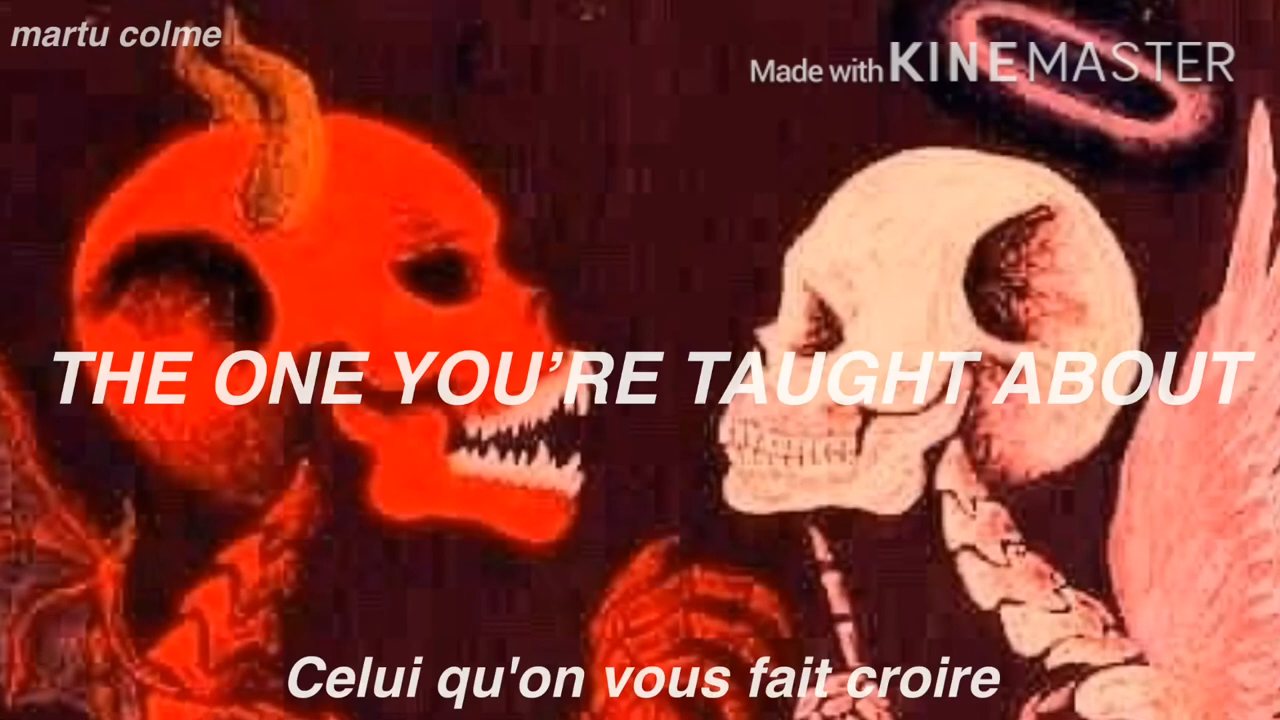 martu colme
Made with KINEMASTER
THE ONE YOU’RE TAUGHT ABOUT
Celui qu'on vous fait croire